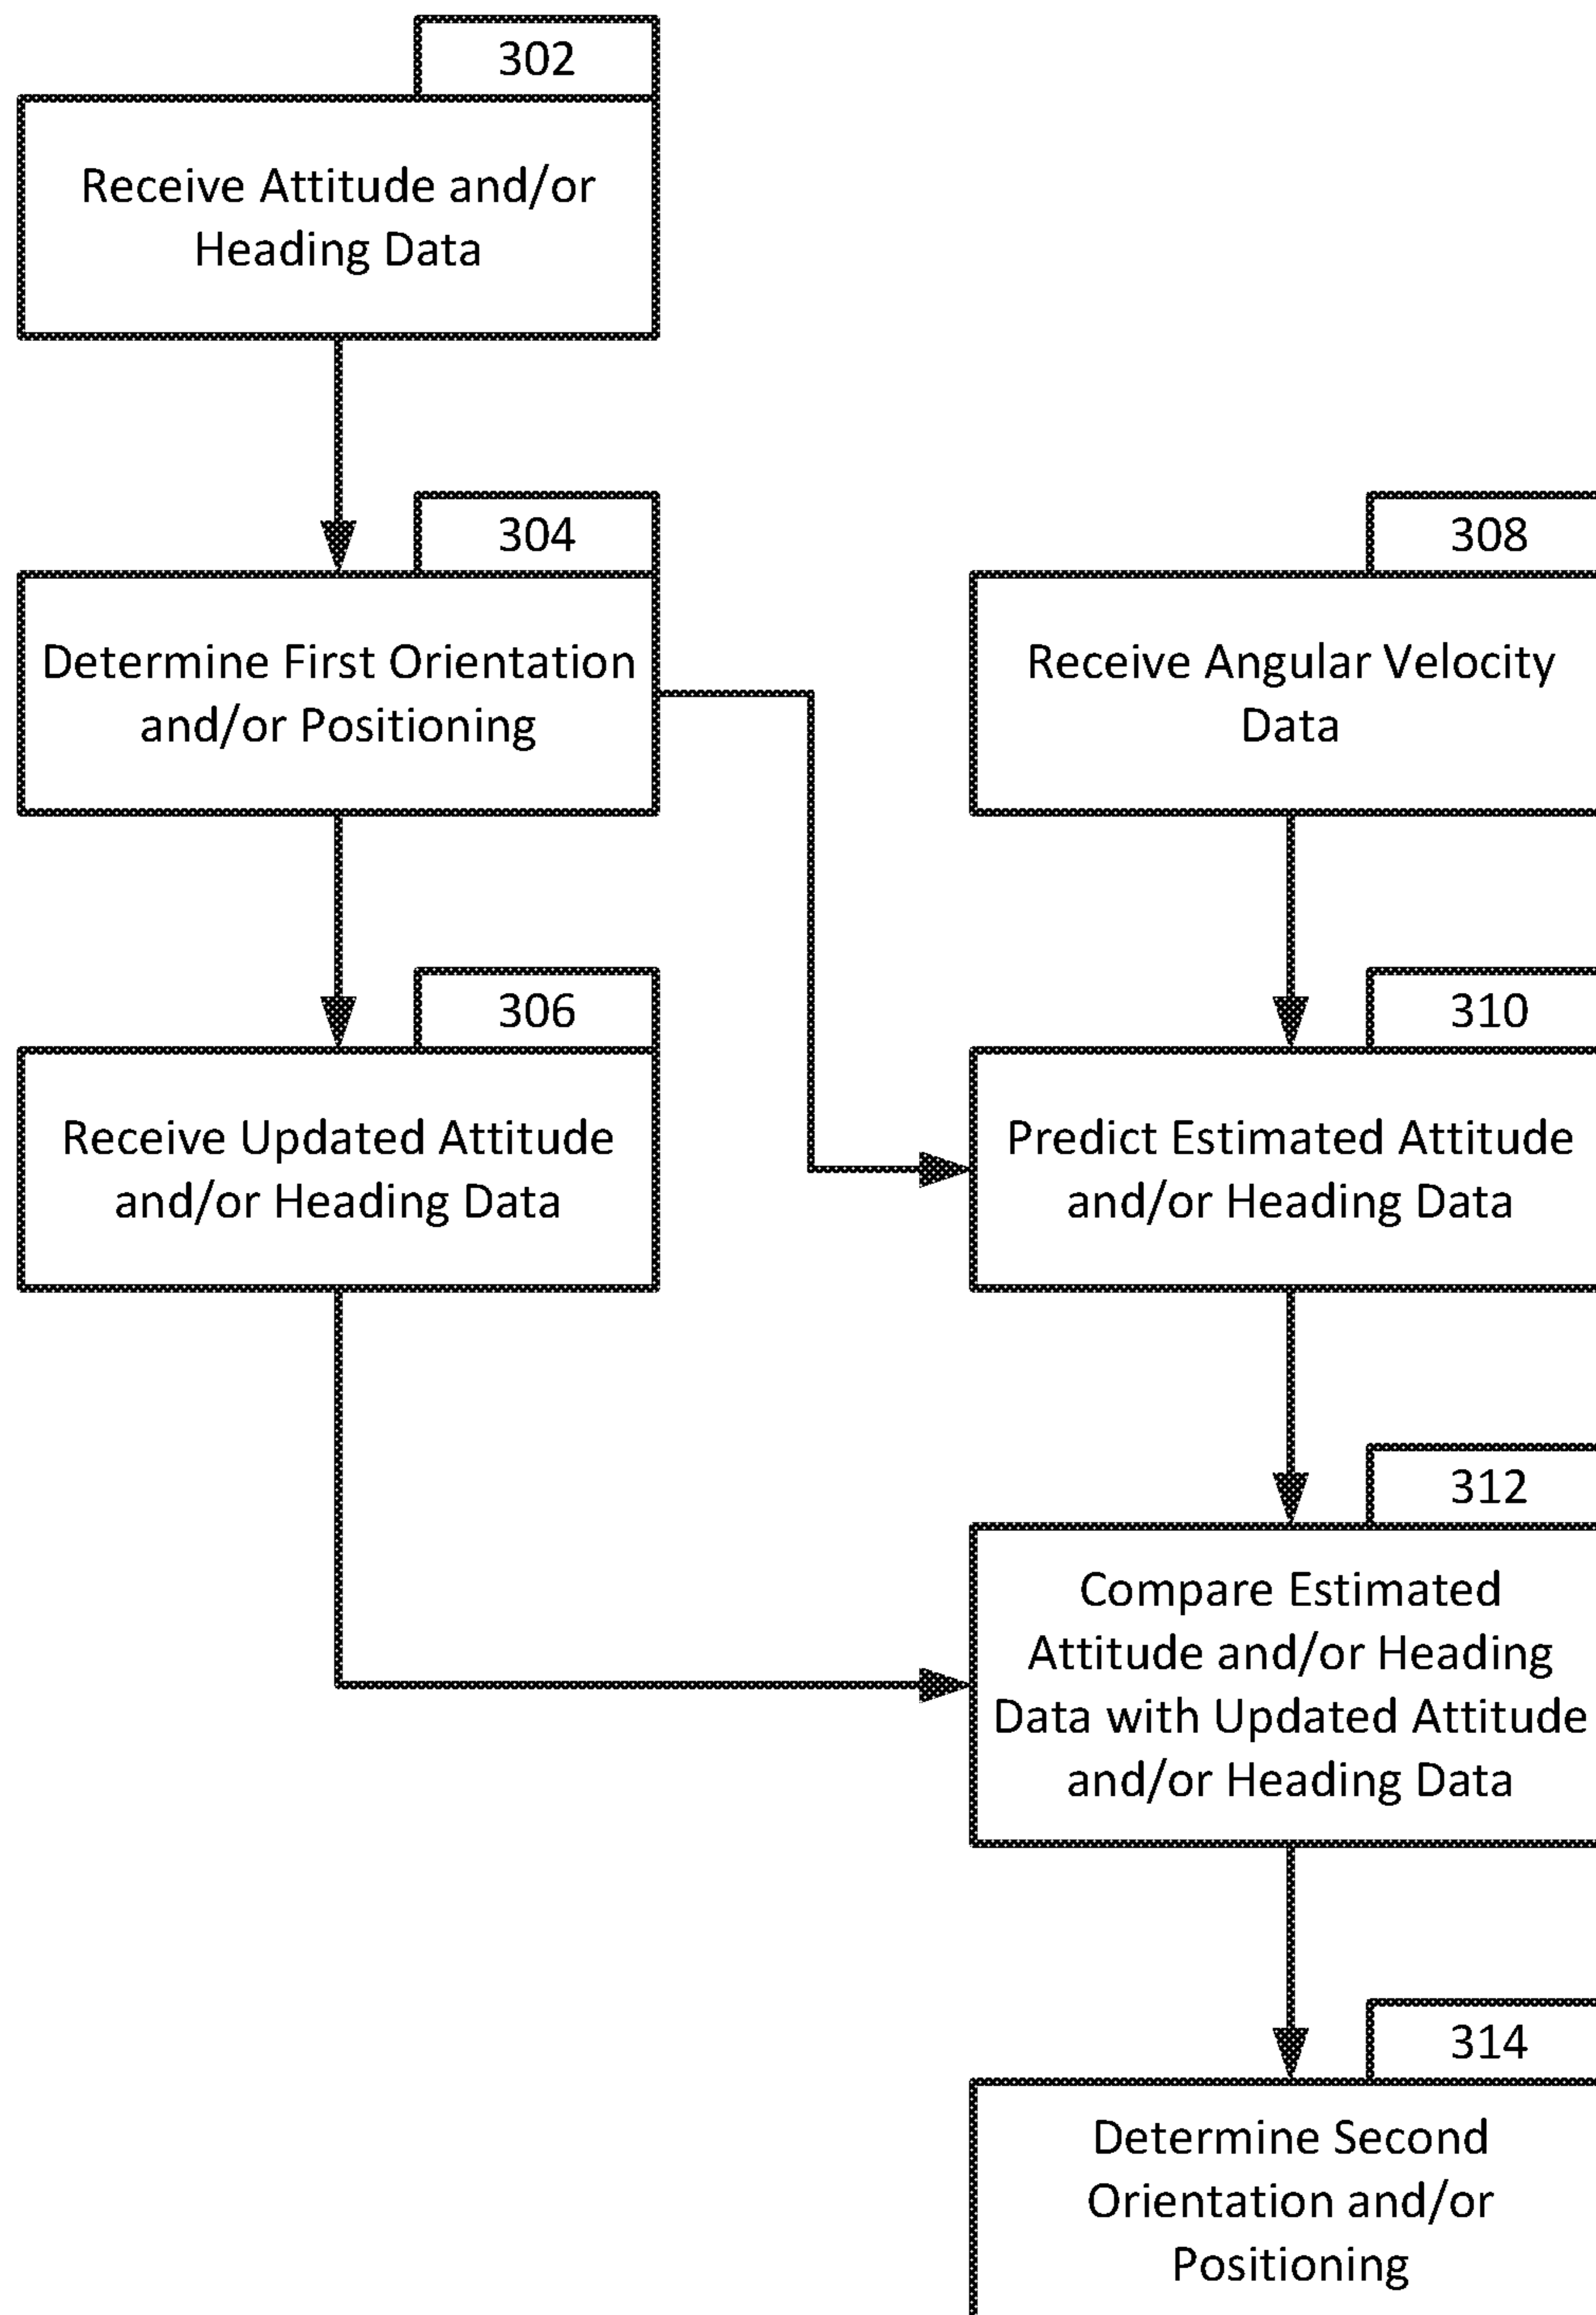 302
Receive Attitude and/or
Heading Data
304
Determine First Orientation
and/or Positioning
306
Receive Updated Attitude
and/or Heading Data
308
Receive Angular Velocity
Data
310
Predict Estimated Attitude
and/or Heading Data
312
Compare Estimated
Attitude and/or Heading
Data with Updated Attitude
and/or Heading Data
314
Determine Second
Orientation and/or
Positioning